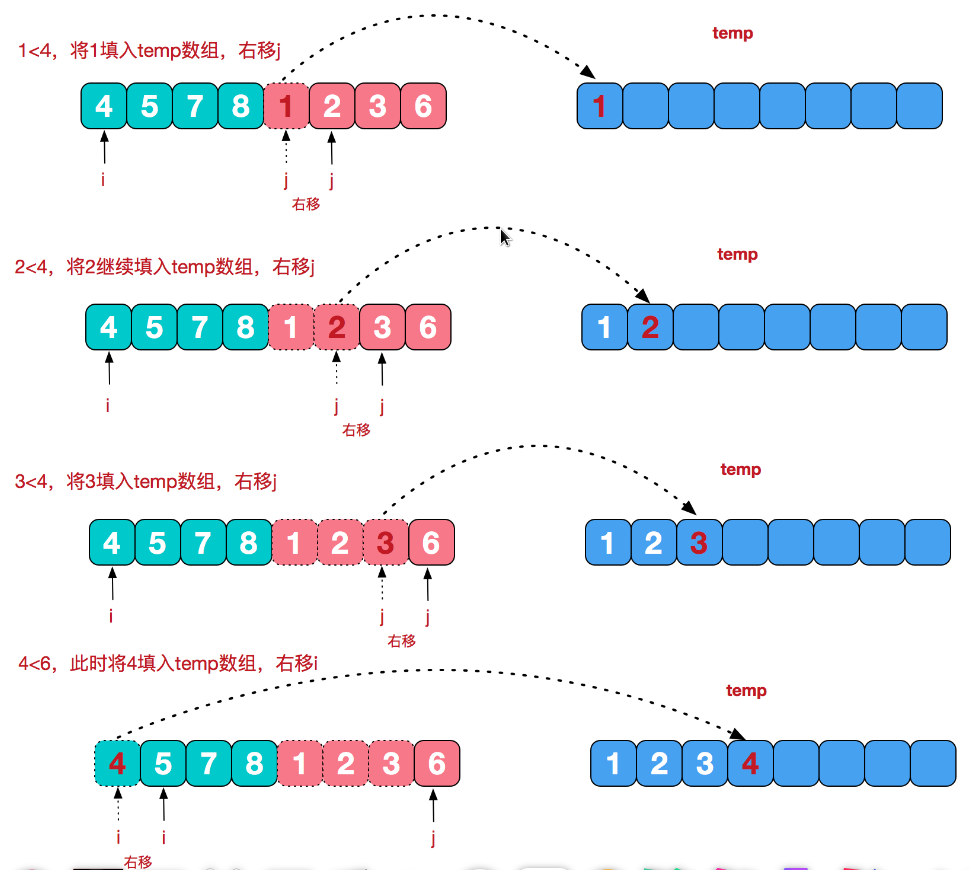 temp
1<4，将1填入temp数组，右移j
4 5 7 8 1 2 3 6
1
i j j
右移
temp
2<4，将2继续填入temp数组，右移j
4 5 7 8 1 2 3 6
1 2
i j j
右移
temp
3<4，将3填入temp数组，右移j
4 5 7 8 1 2 3 6
1 2 3
i j j
右移
4<6，此时将4填入temp数组，右移i
temp
4 5 7 8 1 2 3 6
1 2 3 4
i i j
右移